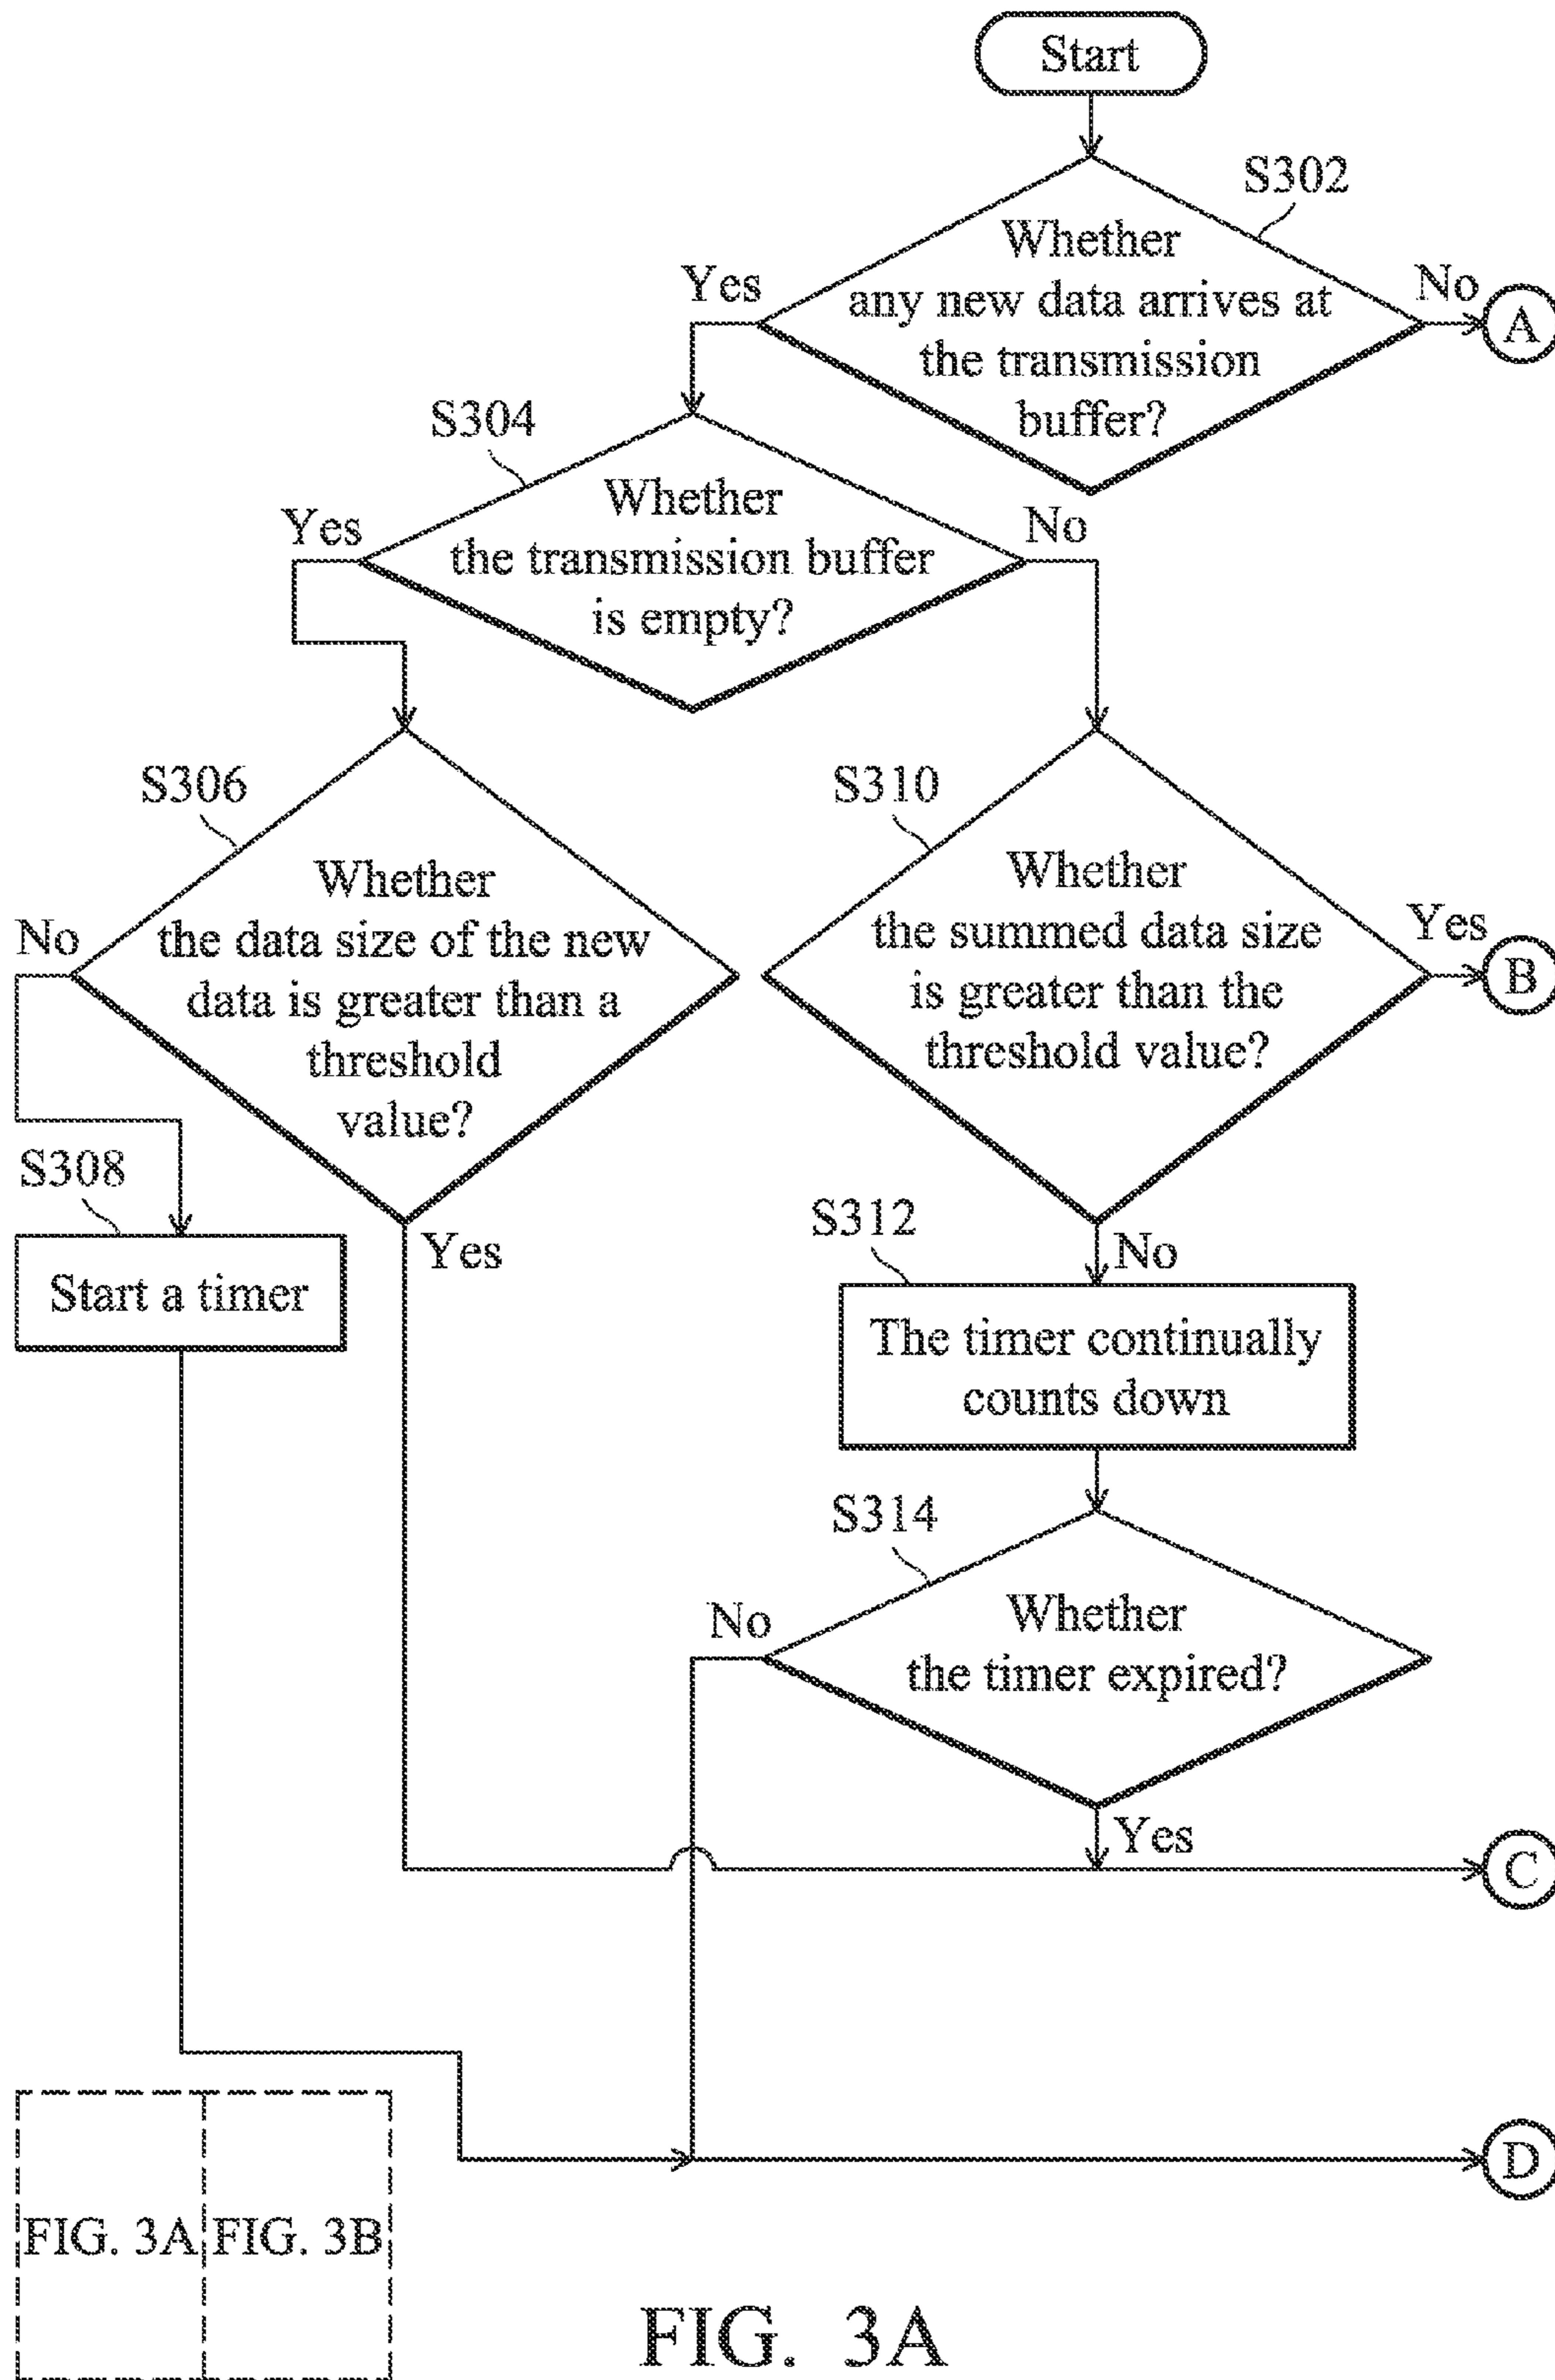 Start
S302
Whether
any new data arrives at
the transmission
buffer?
Yes
No
A
S304
Whether
the transmission buffer
is empty?
Yes
No
S306
Whether
the data size of the new
data is greater than a
threshold
value?
No
Yes
S310
Whether
the summed data size
is greater than the
threshold value?
Yes
B
No
S308
Start a timer
S312
The timer continually
counts down
S314
Whether
the timer expired?
No
Yes
C
D
FIG. 3A
FIG. 3B
FIG. 3A